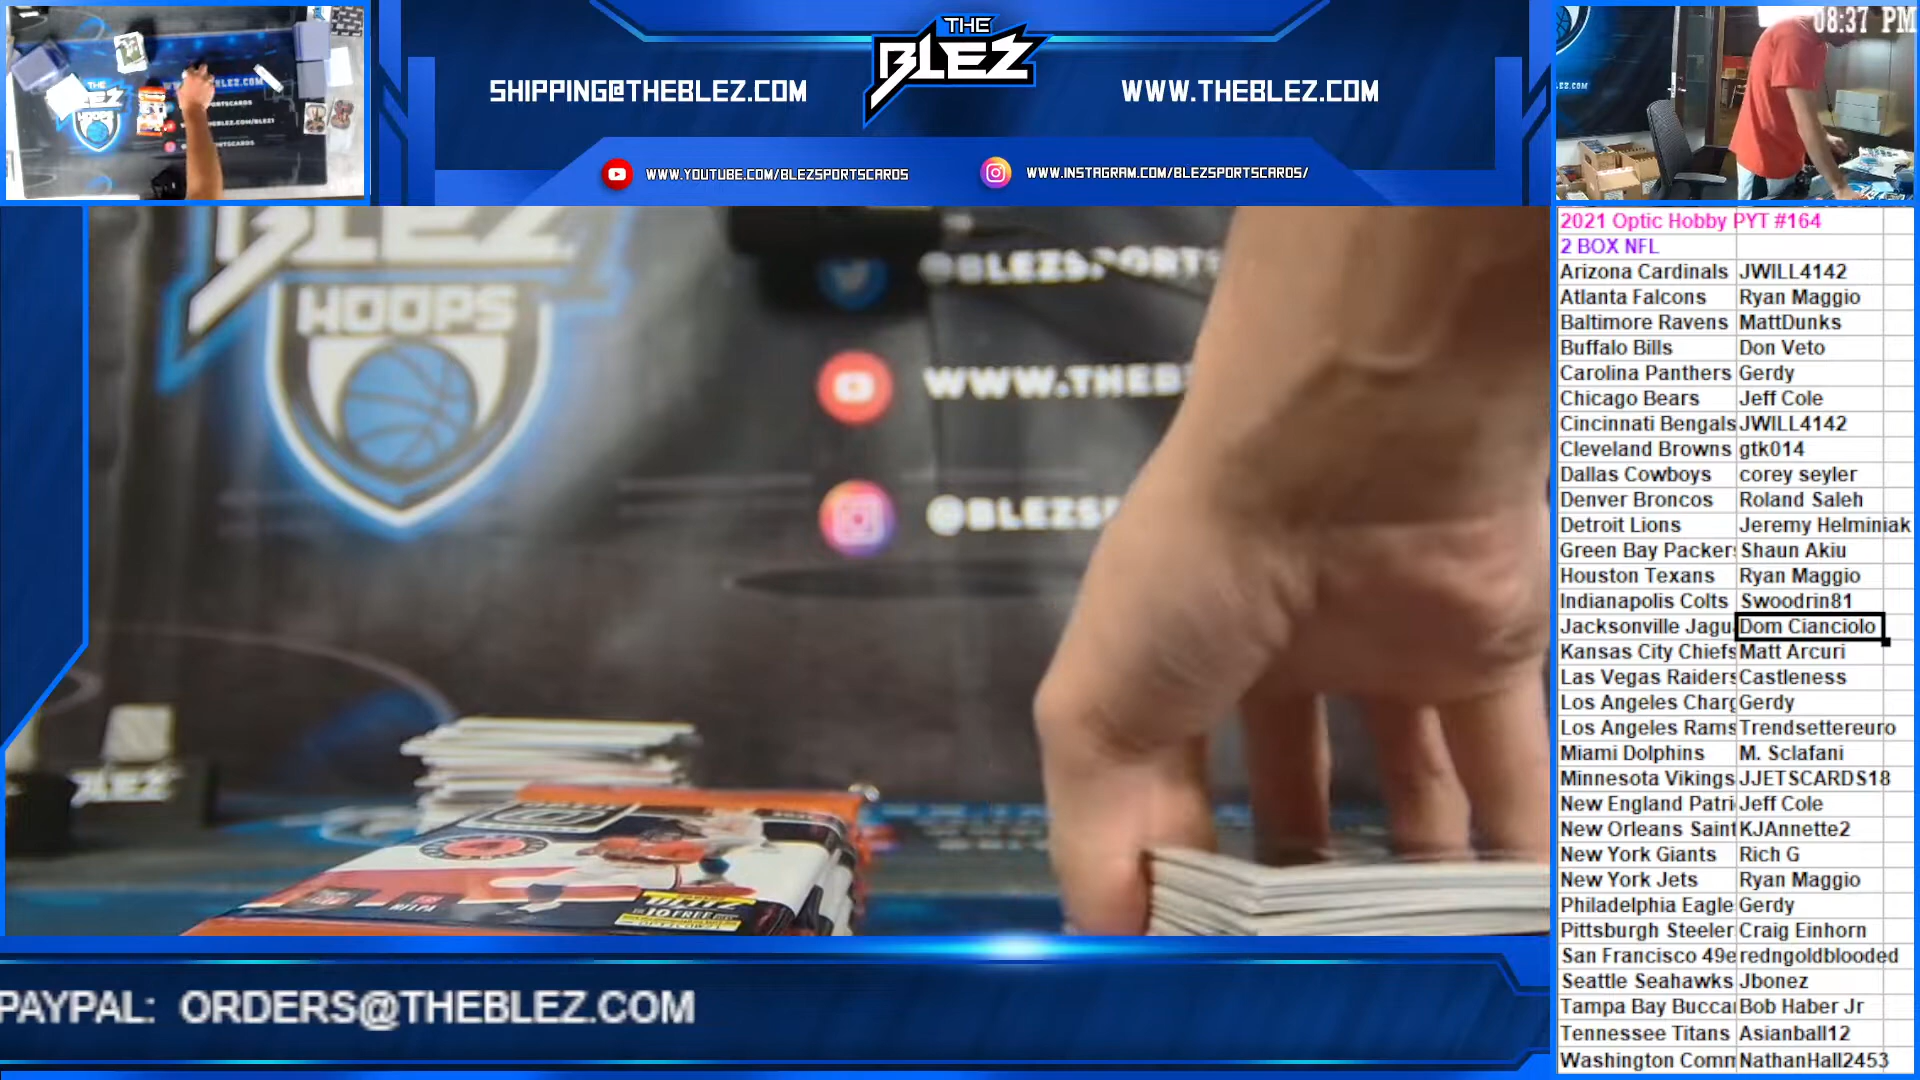 THE
BLEZ
SHIPPING@THEBLEZ.COM
WWW.THEBLEZ.COM
WWW.YOUTUBE.COM/BLEZSPORTSCARDS
WWW.INSTAGRAM.COM/BLEZSPORTSCARDS/
08:37 PM
BLEZ
HOOPS
@BLEZSPORTS
WWW.THEB
@BLEZS
BLEZ
10 FREE
PAYPAL: ORDERS@THEBLEZ.COM
2021 Optic Hobby PYT #164
2 BOX NFL
Arizona Cardinals JWILL4142
Atlanta Falcons Ryan Maggio
Baltimore Ravens MattDunks
Buffalo Bills Don Veto
Carolina Panthers Gerdy
Chicago Bears Jeff Cole
Cincinnati Bengals JWILL4142
Cleveland Browns gtk014
Dallas Cowboys corey seyler
Denver Broncos Roland Saleh
Detroit Lions Jeremy Helminiak
Green Bay Packers Shaun Akiu
Houston Texans Ryan Maggio
Indianapolis Colts Swoodrin81
Jacksonville Jagu Dom Cianciolo
Kansas City Chiefs Matt Arcuri
Las Vegas Raiders Castleness
Los Angeles Charg Gerdy
Los Angeles Rams Trendsettereuro
Miami Dolphins M. Sclafani
Minnesota Vikings JJETSCARDS18
New England Patri Jeff Cole
New Orleans Saint KJAnnette2
New York Giants Rich G
New York Jets Ryan Maggio
Philadelphia Eagle Gerdy
Pittsburgh Steeler Craig Einhorn
San Francisco 49e redngoldblooded
Seattle Seahawks Jbonez
Tampa Bay Bucca Bob Haber Jr
Tennessee Titans Asianball12
Washington Comm NathanHall2453